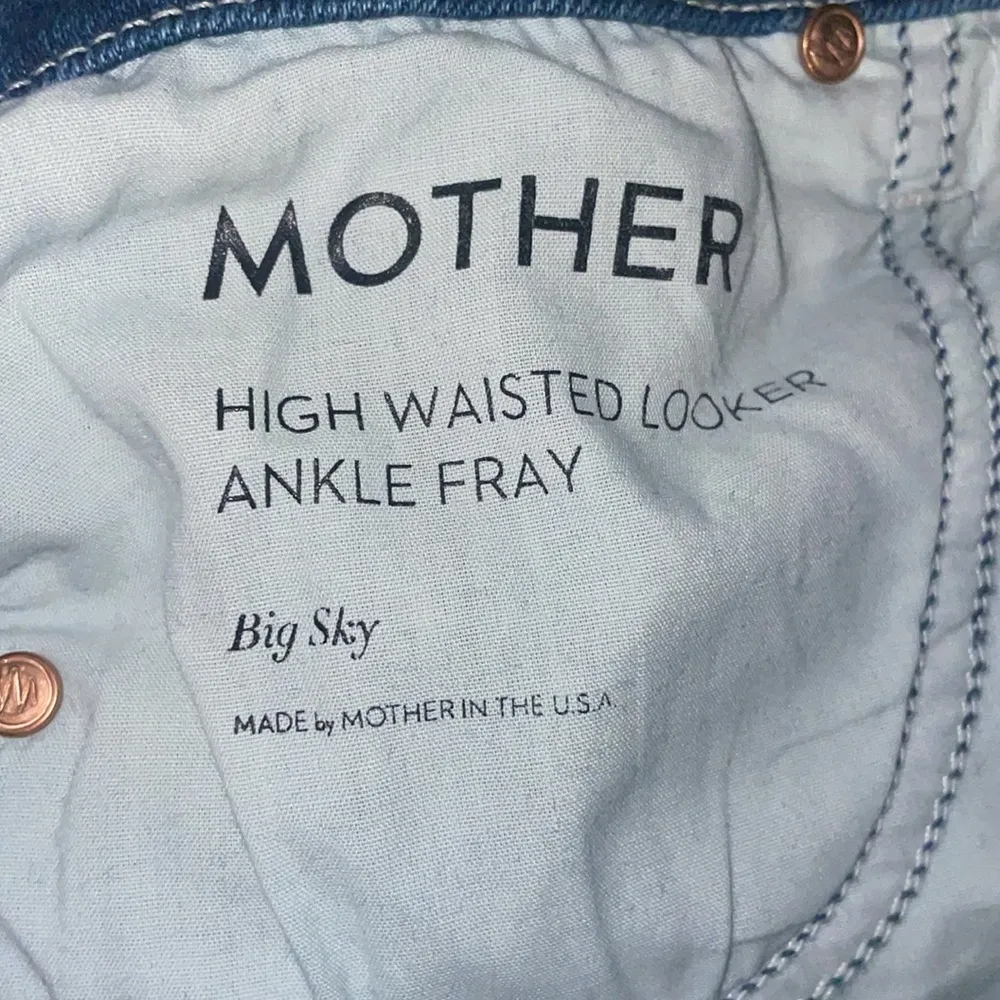 MOTHER
HIGH WAISTED LOOKER
ANKLE FRAY
Big Sky
MADE by MOTHER IN THE U.S.A.